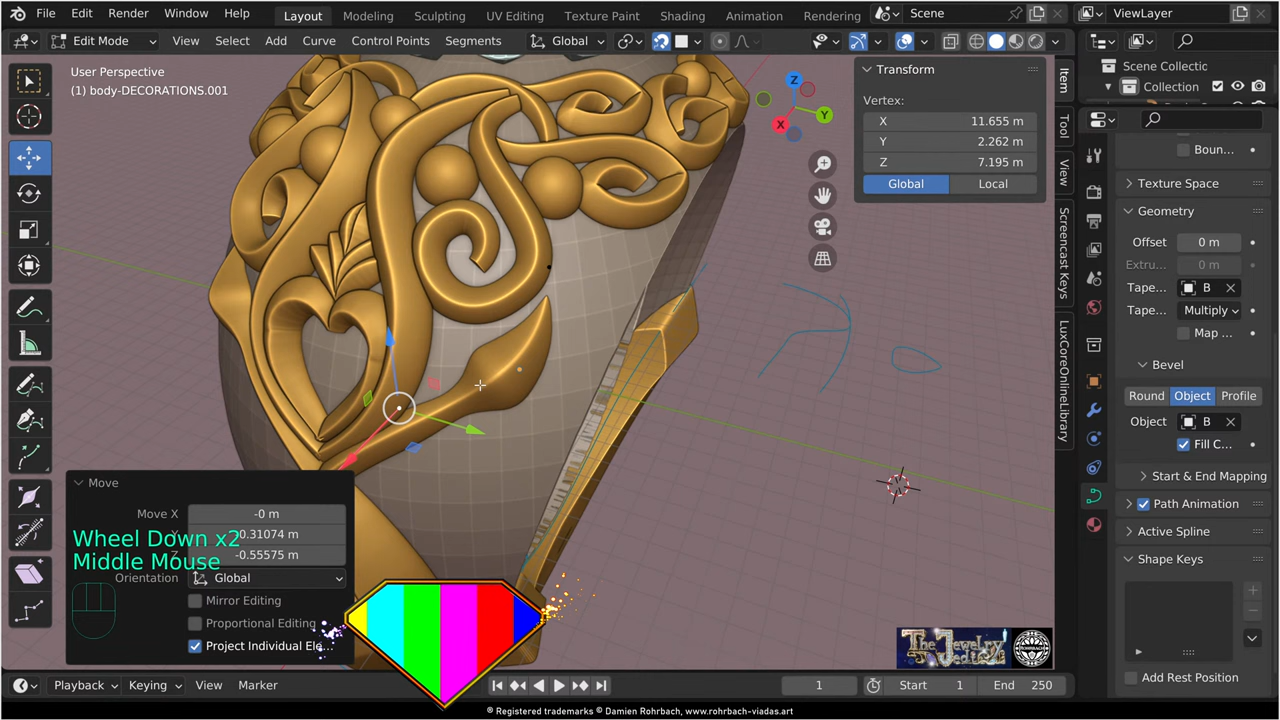 File Edit Render Window Help Layout Modeling Sculpting UV Editing Texture Paint Shading Animation Rendering Scene ViewLayer
Edit Mode View Select Add Curve Control Points Segments Global
User Perspective
(1) body-DECORATIONS.001
Transform
Vertex:
X 11.655 m
Y 2.262 m
Z 7.195 m
Global Local
Z
Y
X
Item
Tool
View
Screencast Keys
LuxCoreOnlineLibrary
Scene Collectic
Collection
Boun...
Texture Space
Geometry
Offset 0 m
Extru... 0 m
Tape... B
Tape... Multiply
Map ...
Bevel
Round Object Profile
Object B
Fill C...
Start & End Mapping
Path Animation
Active Spline
Shape Keys
Add Rest Position
Move
Move X -0 m
0.31074 m
Z -0.55575 m
Wheel Down x2
Middle Mouse
Orientation Global
Mirror Editing
Proportional Editing
Project Individual Ele...
The Jewelry
ROHRBACH
Playback Keying View Marker 1 Start 1 End 250
® Registered trademarks © Damien Rohrbach, www.rohrbach-viadas.art